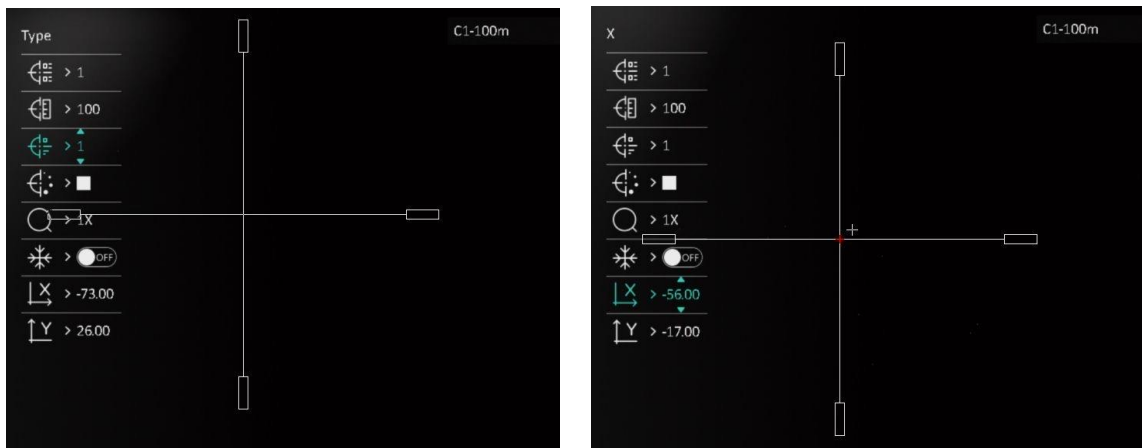 Type
C1-100m
> 1
> 100
> 1
>
> 1X
> OFF
> -73.00
> 26.00
X
C1-100m
> 1
> 100
> 1
>
> 1X
> OFF
X > -56.00
Y > -17.00